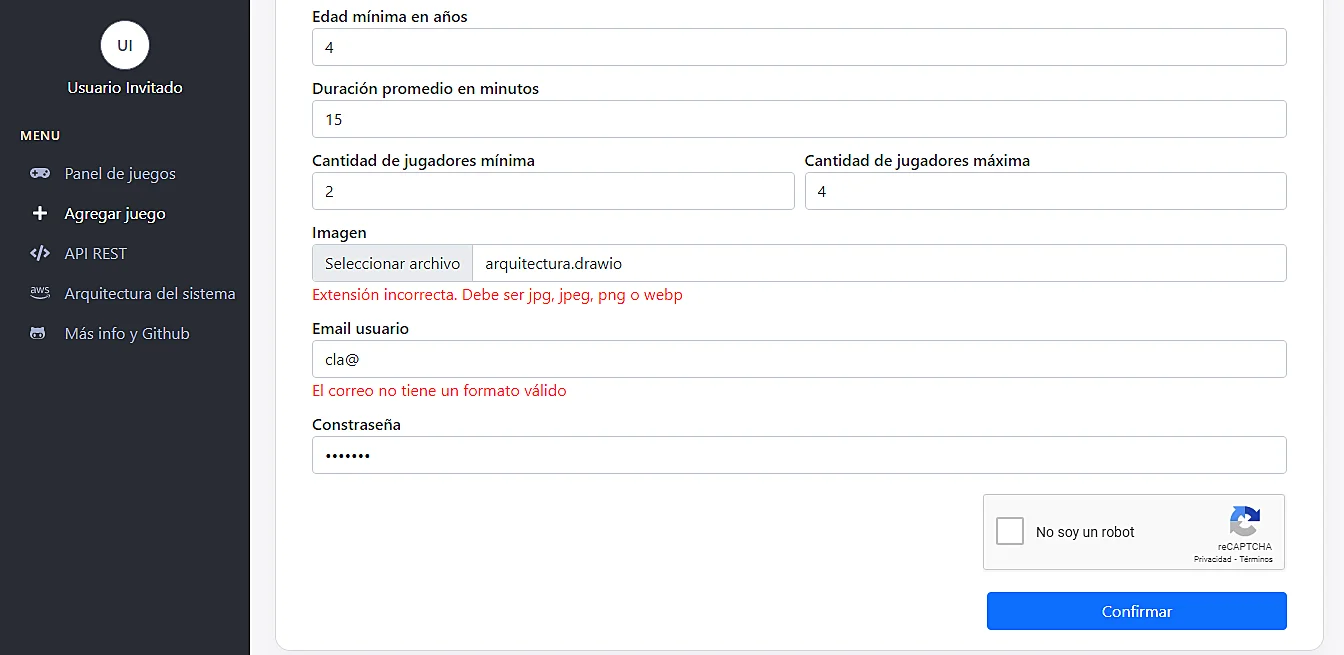 UI
Usuario Invitado
MENU
Panel de juegos
Agregar juego
API REST
aws Arquitectura del sistema
Más info y Github
Edad mínima en años
4
Duración promedio en minutos
15
Cantidad de jugadores mínima
2
Cantidad de jugadores máxima
4
Imagen
Seleccionar archivo arquitectura.drawio
Extensión incorrecta. Debe ser jpg, jpeg, png o webp
Email usuario
cla@
El correo no tiene un formato válido
Constraseña
•••••••
No soy un robot
reCAPTCHA
Privacidad - Términos
Confirmar